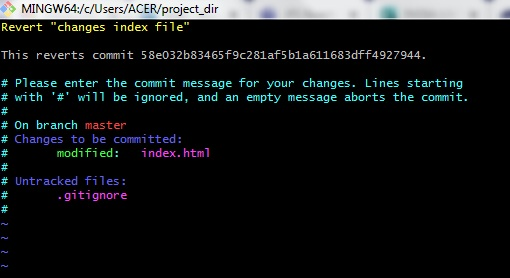 MINGW64:/c/Users/ACER/project_dir
Revert "changes index file"
This reverts commit 58e032b83465f9c281af5b1a611683dff4927944.
# Please enter the commit message for your changes. Lines starting
# with '#' will be ignored, and an empty message aborts the commit.
#
# On branch master
# Changes to be committed:
#       modified:   index.html
#
# Untracked files:
#       .gitignore
#
~
~
~
~